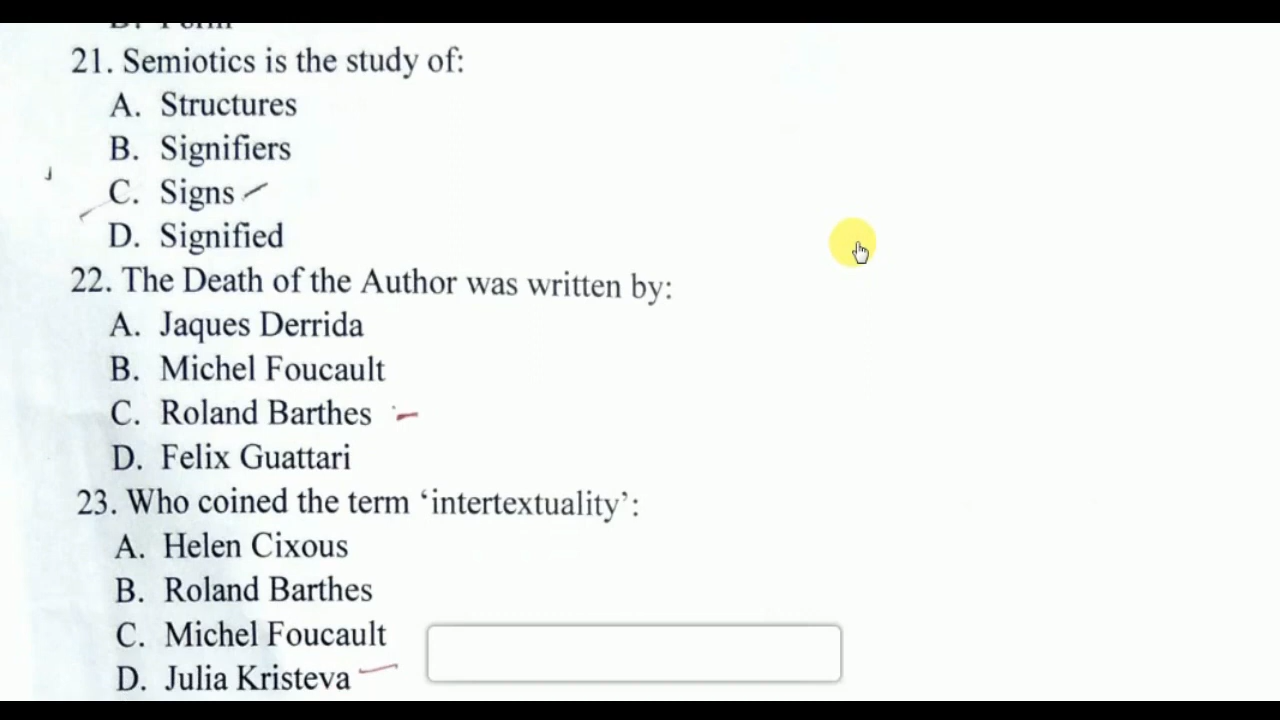 21. Semiotics is the study of:
A. Structures
B. Signifiers
C. Signs
D. Signified
22. The Death of the Author was written by:
A. Jaques Derrida
B. Michel Foucault
C. Roland Barthes
D. Felix Guattari
23. Who coined the term ‘intertextuality’:
A. Helen Cixous
B. Roland Barthes
C. Michel Foucault
D. Julia Kristeva